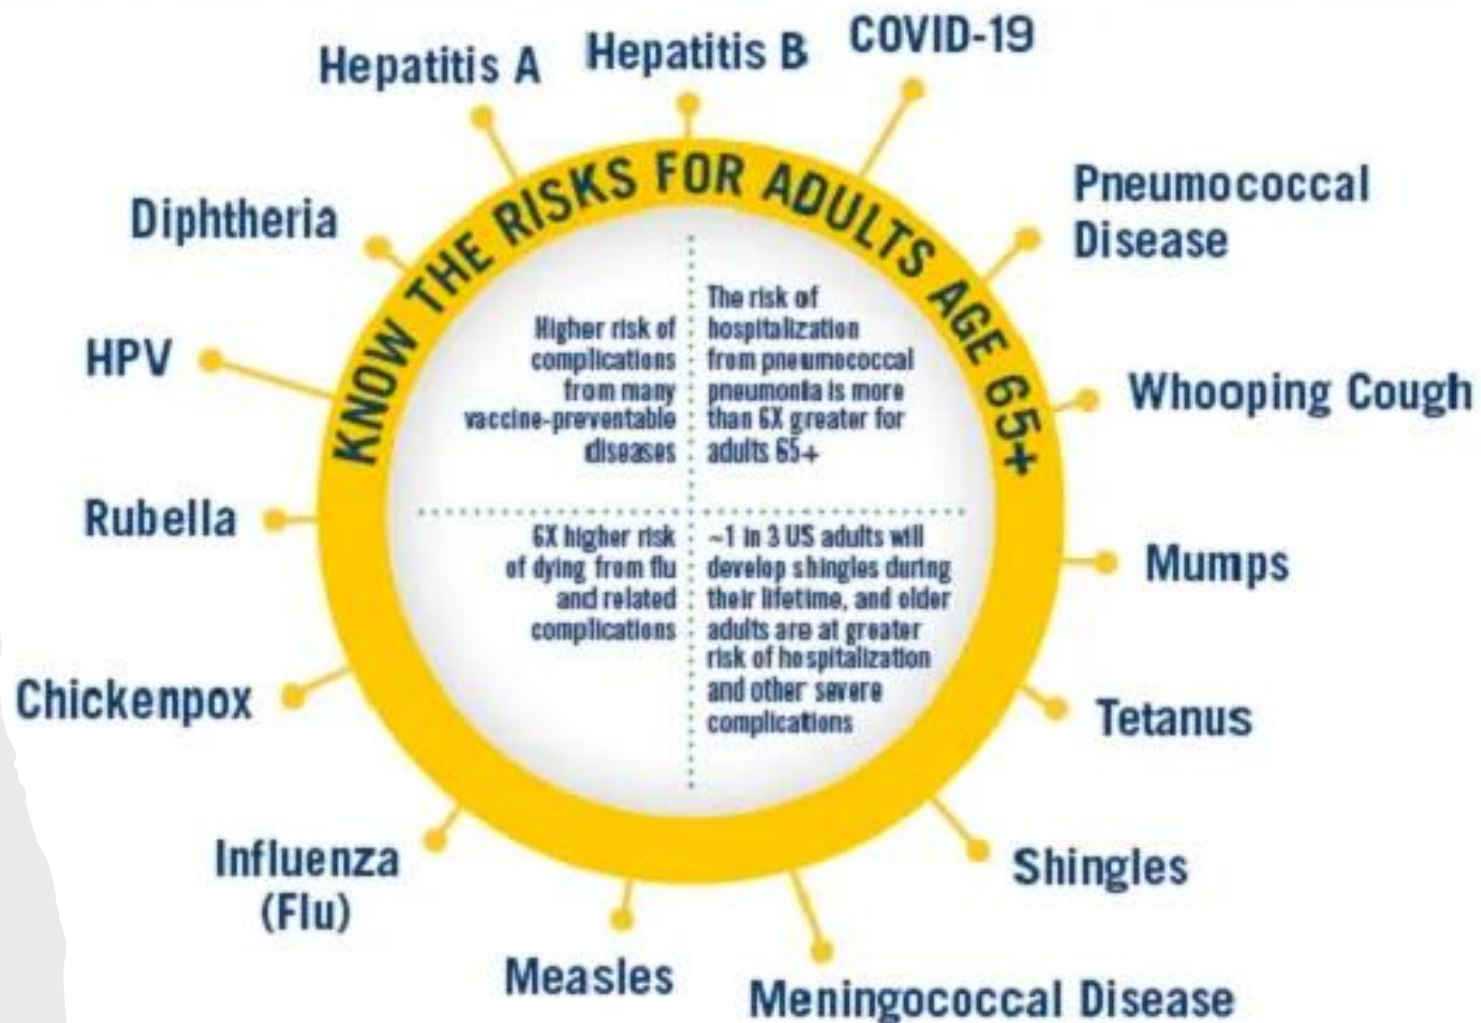 Hepatitis A
Hepatitis B
COVID-19
Pneumococcal
Disease
Whooping Cough
Mumps
Tetanus
Shingles
Meningococcal Disease
Measles
Influenza
(Flu)
Chickenpox
Rubella
HPV
Diphtheria
KNOW THE RISKS FOR ADULTS AGE 65+
Higher risk of
complications
from many
vaccine-preventable
diseases
The risk of
hospitalization
from pneumococcal
pneumonia is more
than 6X greater for
adults 65+
6X higher risk
of dying from flu
and related
complications
~1 in 3 US adults will
develop shingles during
their lifetime, and older
adults are at greater
risk of hospitalization
and other severe
complications